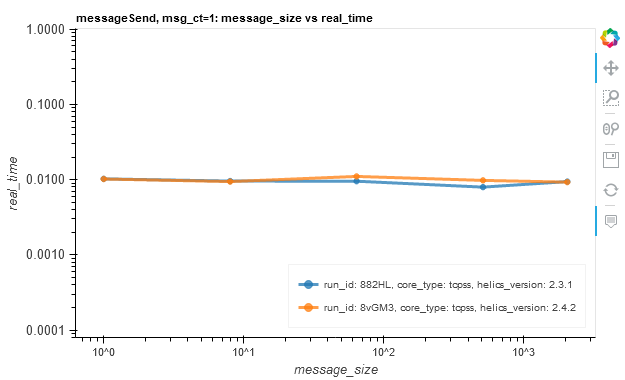 messageSend, msg_ct=1: message_size vs real_time
1.0000
0.1000
0.0100
0.0010
0.0001
real_time
run_id: 882HL, core_type: tcpss, helics_version: 2.3.1
run_id: 8vGM3, core_type: tcpss, helics_version: 2.4.2
10^0 10^1 10^2 10^3
message_size